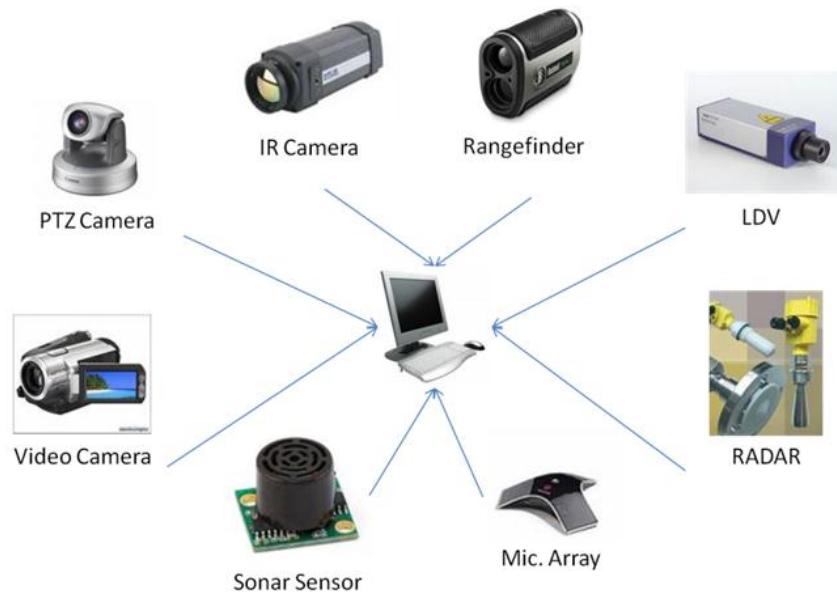 IR Camera
Rangefinder
PTZ Camera
LDV
Video Camera
RADAR
Sonar Sensor
Mic. Array